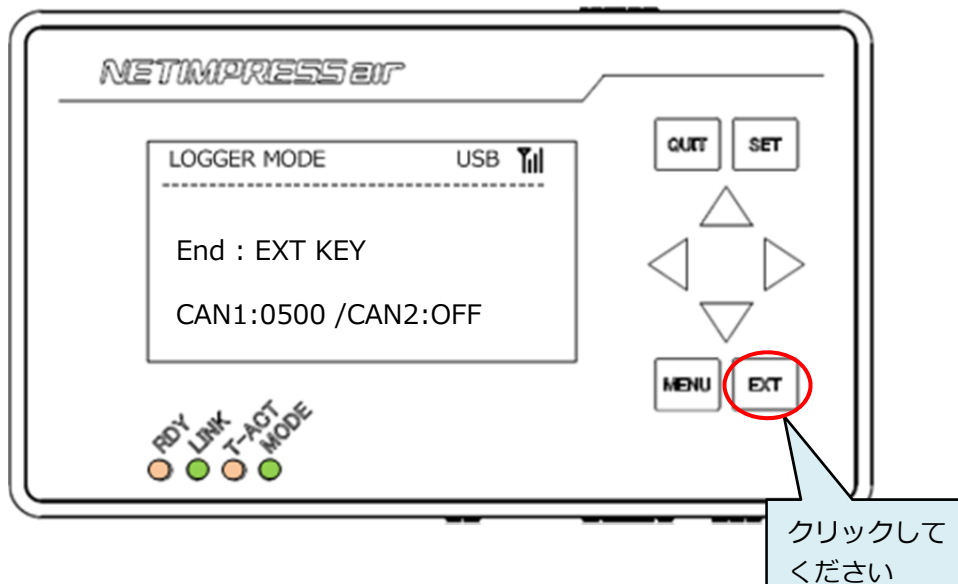 NETIMPRESS air
LOGGER MODE USB
End : EXT KEY
CAN1:0500 /CAN2:OFF
QUIT SET
MENU EXT
RDY LINK T-ACT MODE
クリックして
ください